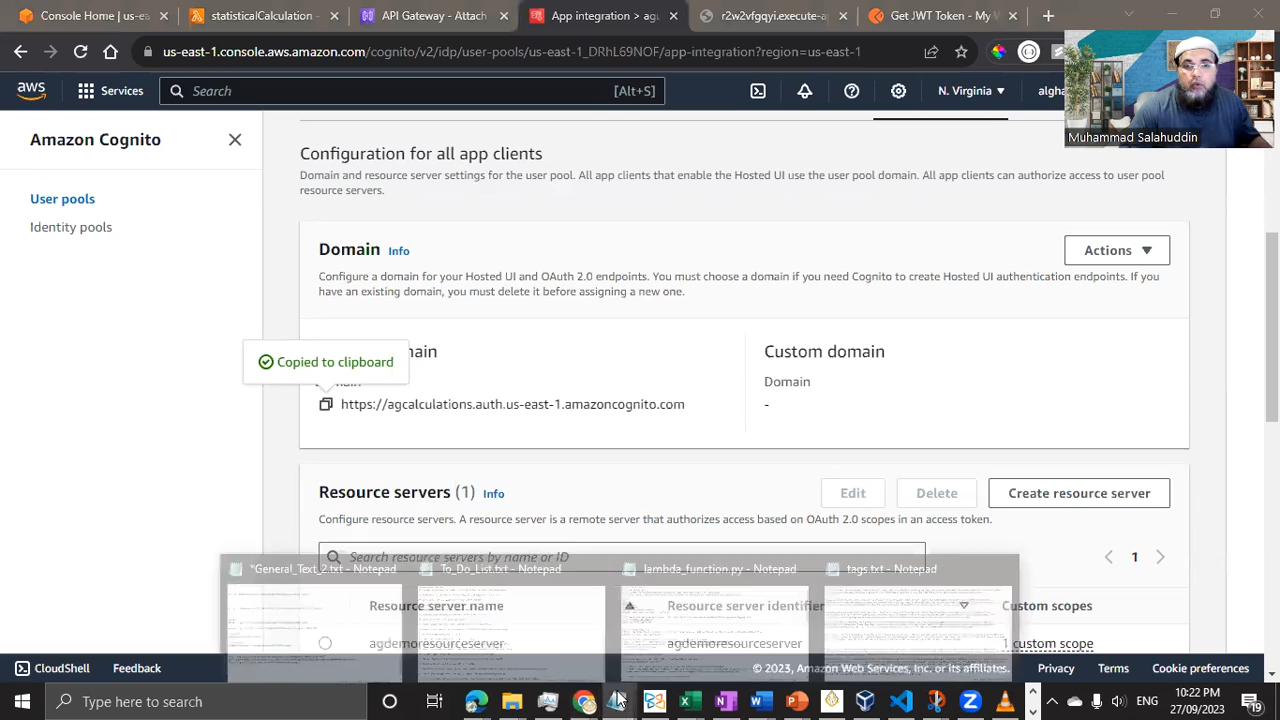 Console Home | us-ea
statisticalCalculation
API Gateway - Attach
App integration > agc
Get JWT Token - My W
us-east-1.console.aws.amazon.com/cognito/v2/idp/user-pools/
1_DRhL69NOF/app-integration?region=us-east-1
aws
Services
Search
[Alt+S]
N. Virginia
algha
Muhammad Salahuddin
Amazon Cognito
User pools
Identity pools
Configuration for all app clients
Domain and resource server settings for the user pool. All app clients that enable the Hosted UI use the user pool domain. All app clients can authorize access to user pool
resource servers.
Domain Info
Actions
Configure a domain for your Hosted UI and OAuth 2.0 endpoints. You must choose a domain if you need Cognito to create Hosted UI authentication endpoints. If you
have an existing domain, you must delete it before assigning a new one.
Copied to clipboard
Custom domain
Domain
https://agcalculations.auth.us-east-1.amazoncognito.com
-
Resource servers (1) Info
Edit
Delete
Create resource server
Configure resource servers. A resource server is a remote server that authorizes access based on OAuth 2.0 scopes in an access token.
Search resource servers by name or ID
1
*General_Text_2.txt - Notepad
To_Do_List.txt - Notepad
lambda_function.py - Notepad
tags.txt - Notepad
Resource server name
Resource server identifier
Custom scopes
agdemoresourceserver
agdemoresourceserver
1 custom scope
CloudShell
Feedback
© 2023, Amazon Web Services, Inc. or its affiliates.
Privacy
Terms
Cookie preferences
Type here to search
ENG
10:22 PM
27/09/2023
19